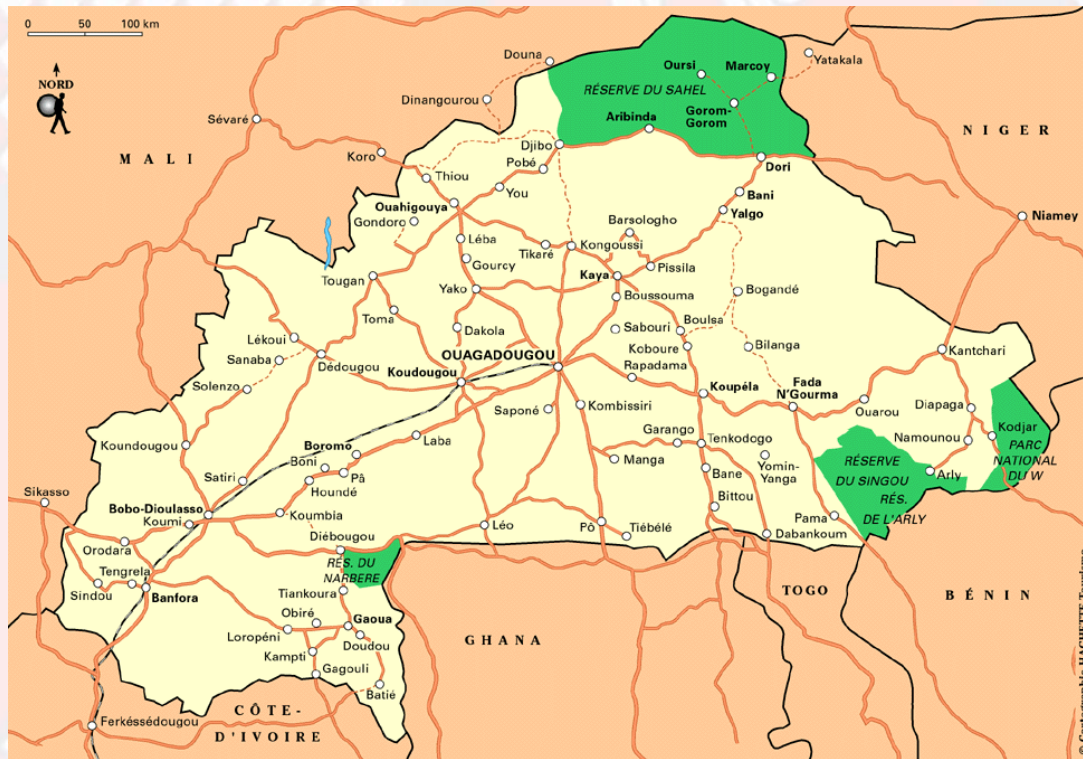 0 50 100 km
NORD
MALI
NIGER
BÉNIN
TOGO
GHANA
CÔTE-
D'IVOIRE
Douna
Dinangourou
Sévaré
Koro
Yatakala
Oursi
Marcoy
RÉSERVE DU SAHEL
Gorom-
Gorom
Aribinda
Djibo
Pobé
Dori
Thiou
You
Bani
Ouahigouya
Gondoro
Yalgo
Barsologho
Niamey
Léba
Tikaré
Kongoussi
Gourcy
Pissila
Kaya
Tougan
Yako
Boussouma
Bogandé
Toma
Dakola
Sabouri
Boulsa
Lékoui
Koboure
Bilanga
Sanaba
OUAGADOUGOU
Kantchari
Dédougou
Koudougou
Rapadama
Solenzo
Koupéla
Fada
N'Gourma
Ouarou
Saponé
Kombissiri
Diapaga
Kodjar
Koundougou
Laba
Garango
Tenkodogo
Namounou
PARC
NATIONAL
DU W
Boromo
Boni
Pâ
Manga
Bane
Yomin-
Yanga
RÉSERVE
DU SINGOU
RÉS.
DE L'ARLY
Arly
Satiri
Houndé
Sikasso
Bobo-Dioulasso
Koumi
Koumbia
Bittou
Léo
Pô
Tiébélé
Pama
Dabankoum
Orodara
Diébougou
RÉS. DU
NARBERE
Tengrela
Sindou
Banfora
Tiankoura
Obiré
Gaoua
Loropéni
Doudou
Kampti
Gagouli
Batié
Ferkéssédougou